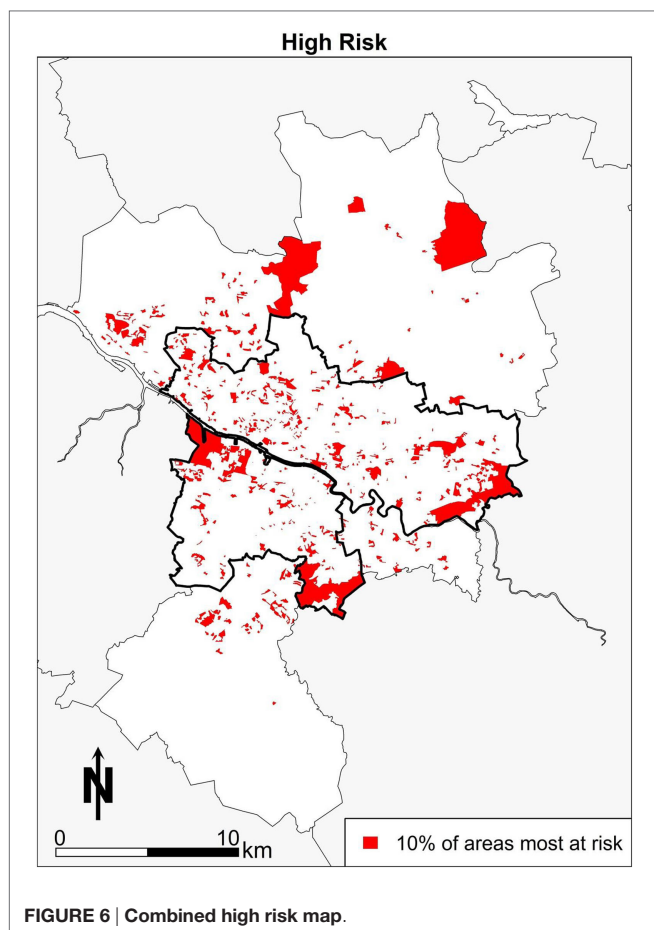 High Risk
N
0 10
km
10% of areas most at risk
FIGURE 6 | Combined high risk map.